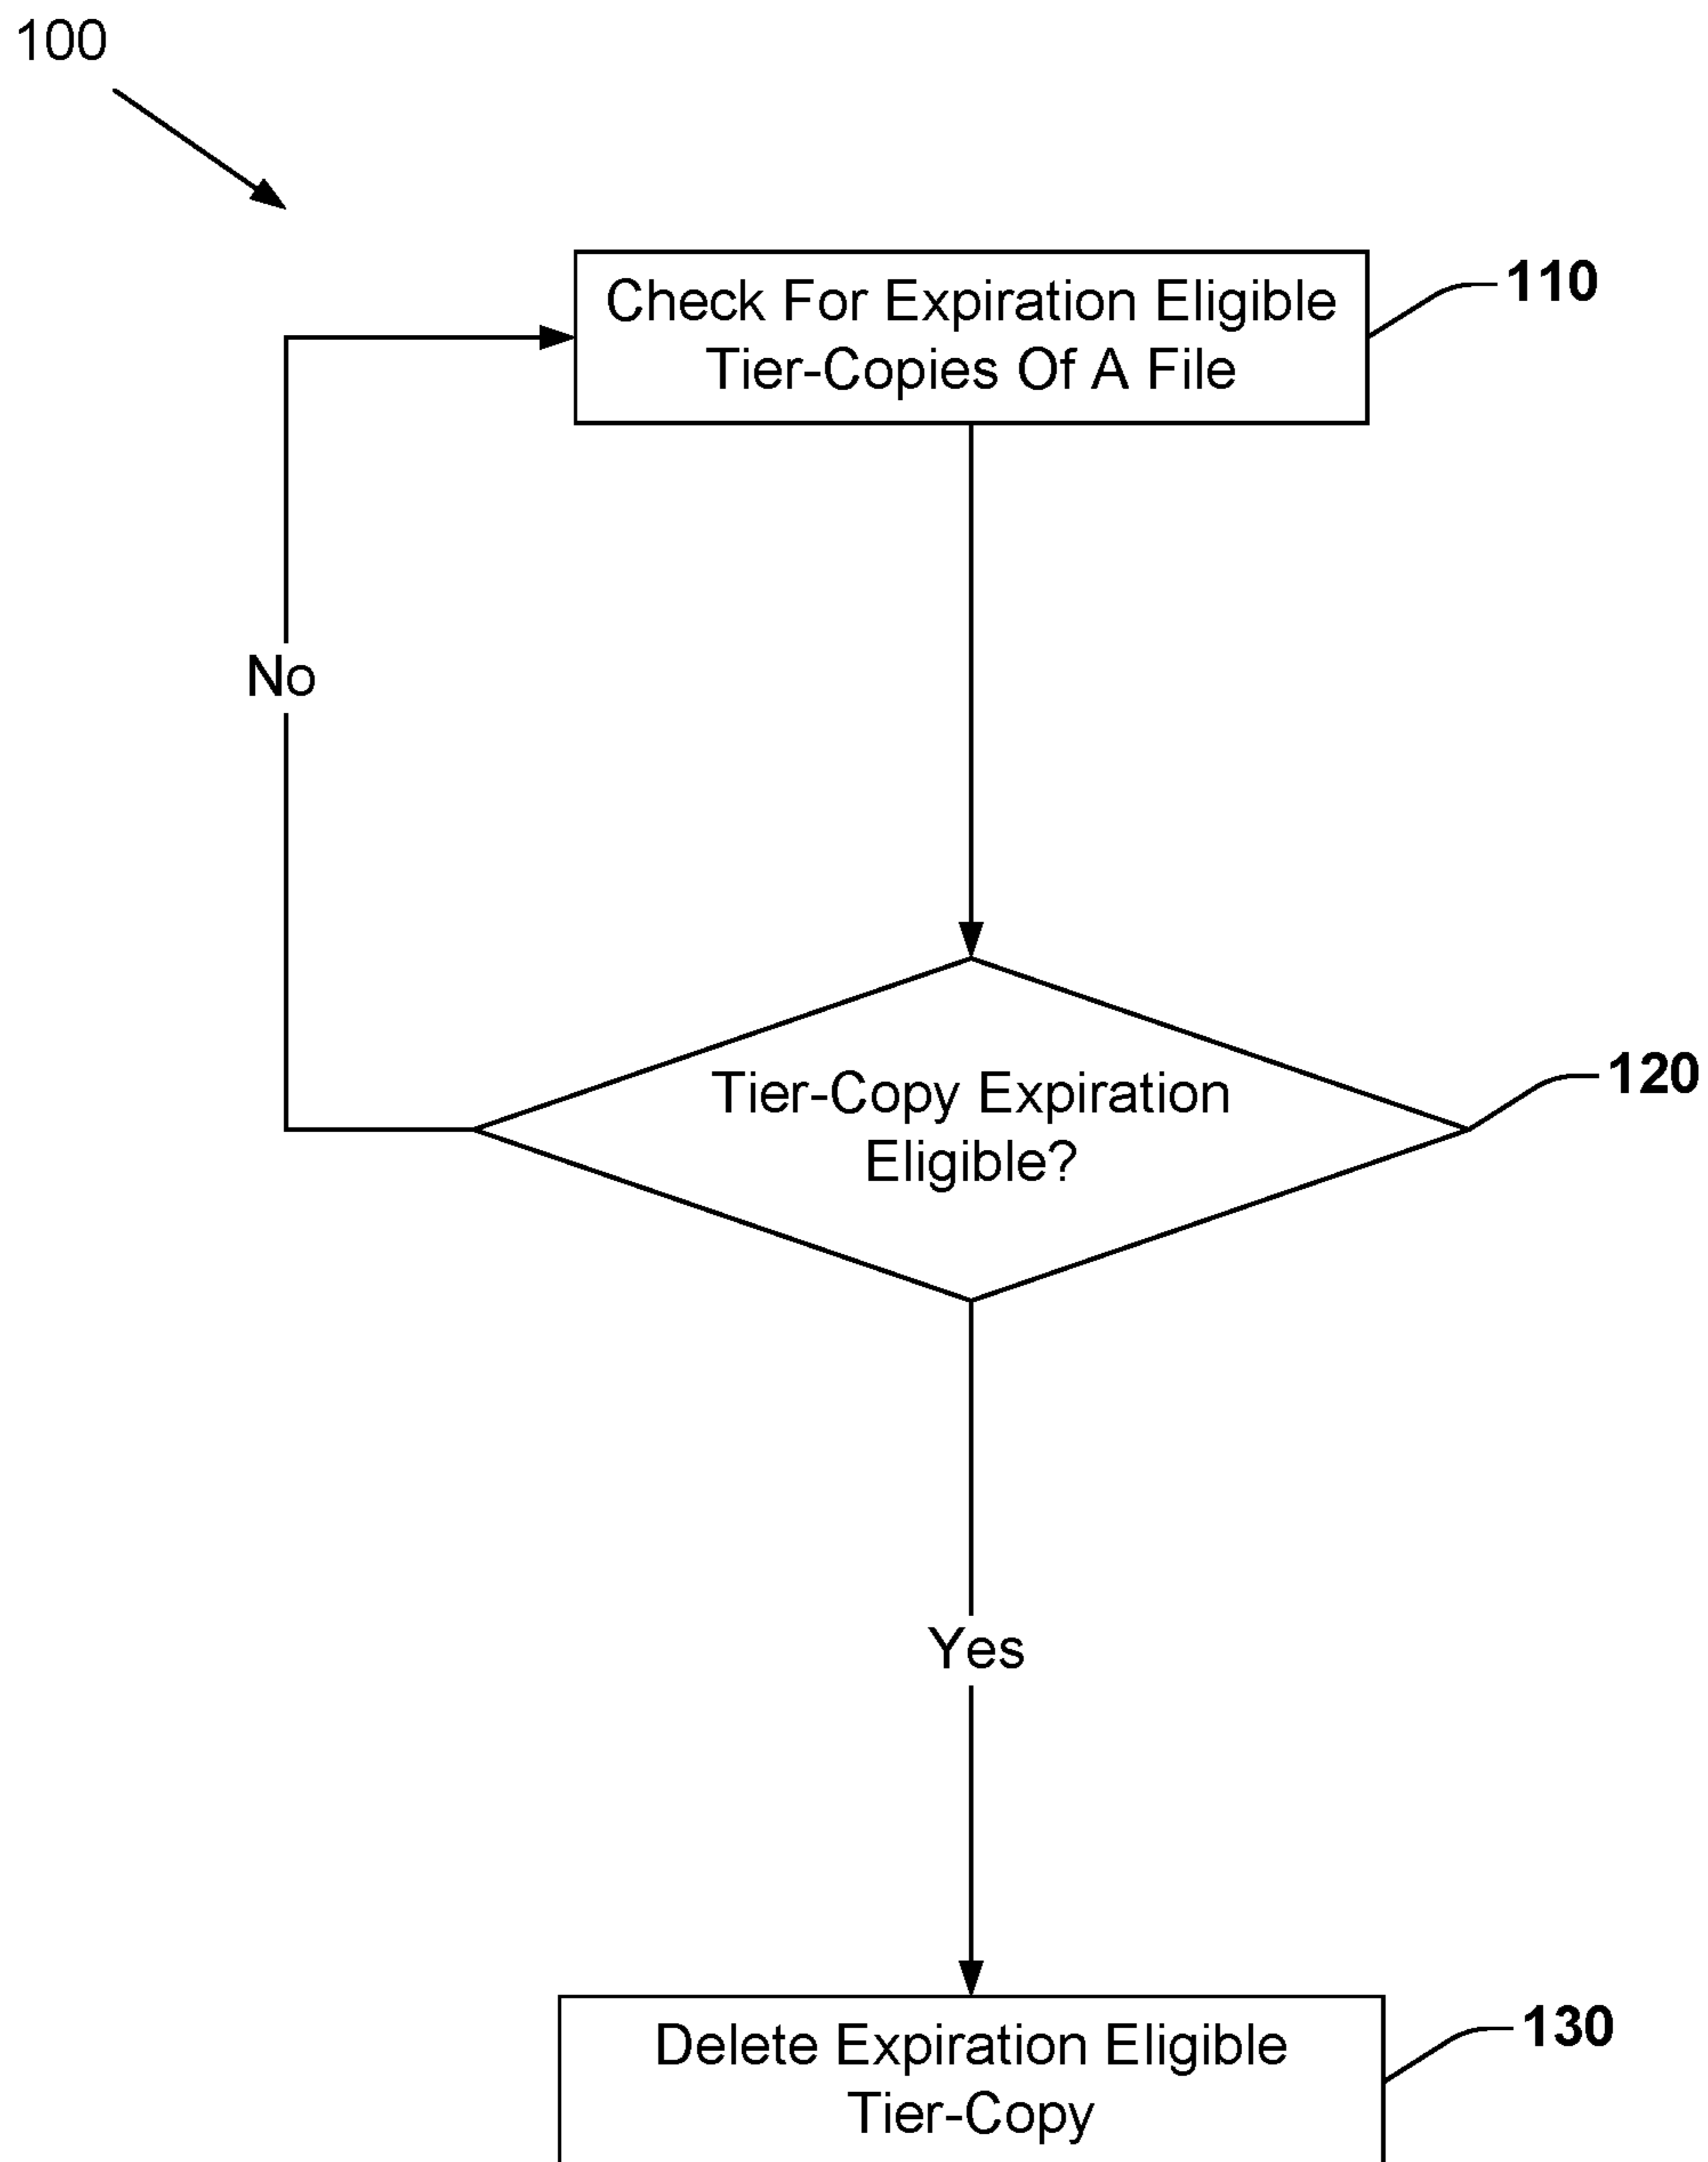 100
Check For Expiration Eligible
Tier-Copies Of A File
110
No
Tier-Copy Expiration
Eligible?
120
Yes
Delete Expiration Eligible
Tier-Copy
130